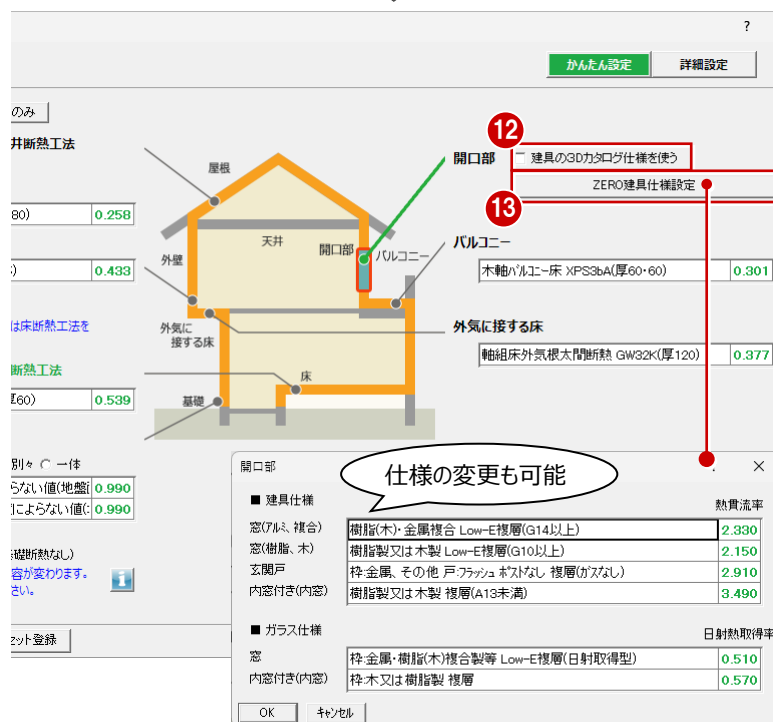 ?
かんたん設定 詳細設定
のみ
井断熱工法
80) 0.258
0.433
は床断熱工法を
断熱工法
厚60) 0.539
別々 一体
らない値(地盤 0.990
によらない値( 0.990
礎断熱なし)
容が変わります。
さい。
セット登録
屋根
天井
開口部
バルコニー
外壁
外気に
接する床
床
基礎
⑫
開口部 建具の3Dカタログ仕様を使う
ZERO建具仕様設定
⑬
バルコニー
木軸バルコニー床 XPS3bA(厚60・60) 0.301
外気に接する床
軸組床外気根太間断熱 GW32K(厚120) 0.377
開口部 ×
仕様の変更も可能
■ 建具仕様 熱貫流率
窓(アルミ、複合) 樹脂(木)・金属複合 Low-E複層(G14以上) 2.330
窓(樹脂、木) 樹脂製又は木製 Low-E複層(G10以上) 2.150
玄関戸 枠:金属、その他 戸:フラッシュ ポストなし 複層(ガスなし) 2.910
内窓付き(内窓) 樹脂製又は木製 複層(A13未満) 3.490
■ ガラス仕様 日射熱取得率
窓 枠:金属・樹脂(木)複合製等 Low-E複層(日射取得型) 0.510
内窓付き(内窓) 枠:木又は樹脂製 複層 0.570
OK キャンセル